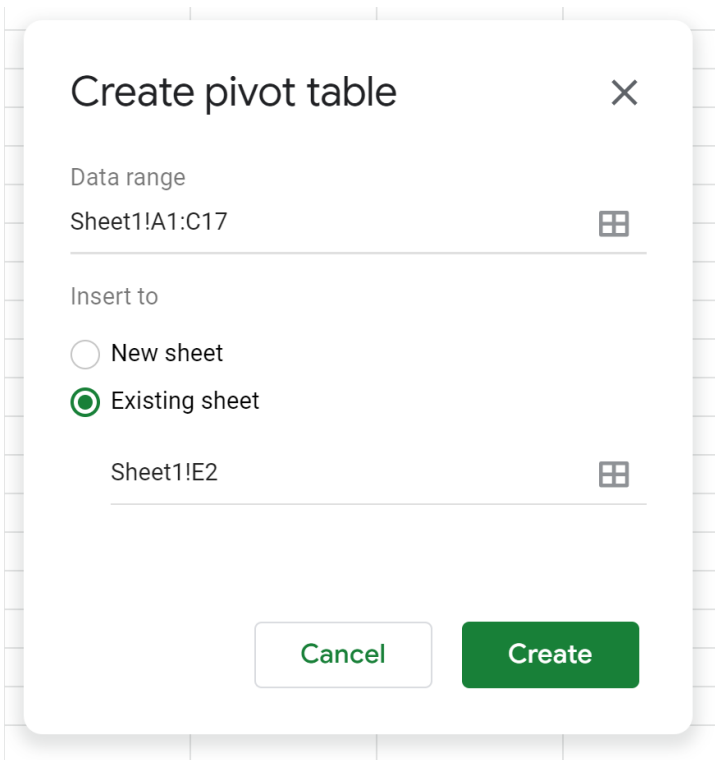 Create pivot table
Data range
Sheet1!A1:C17
Insert to
New sheet
Existing sheet
Sheet1!E2
Cancel Create